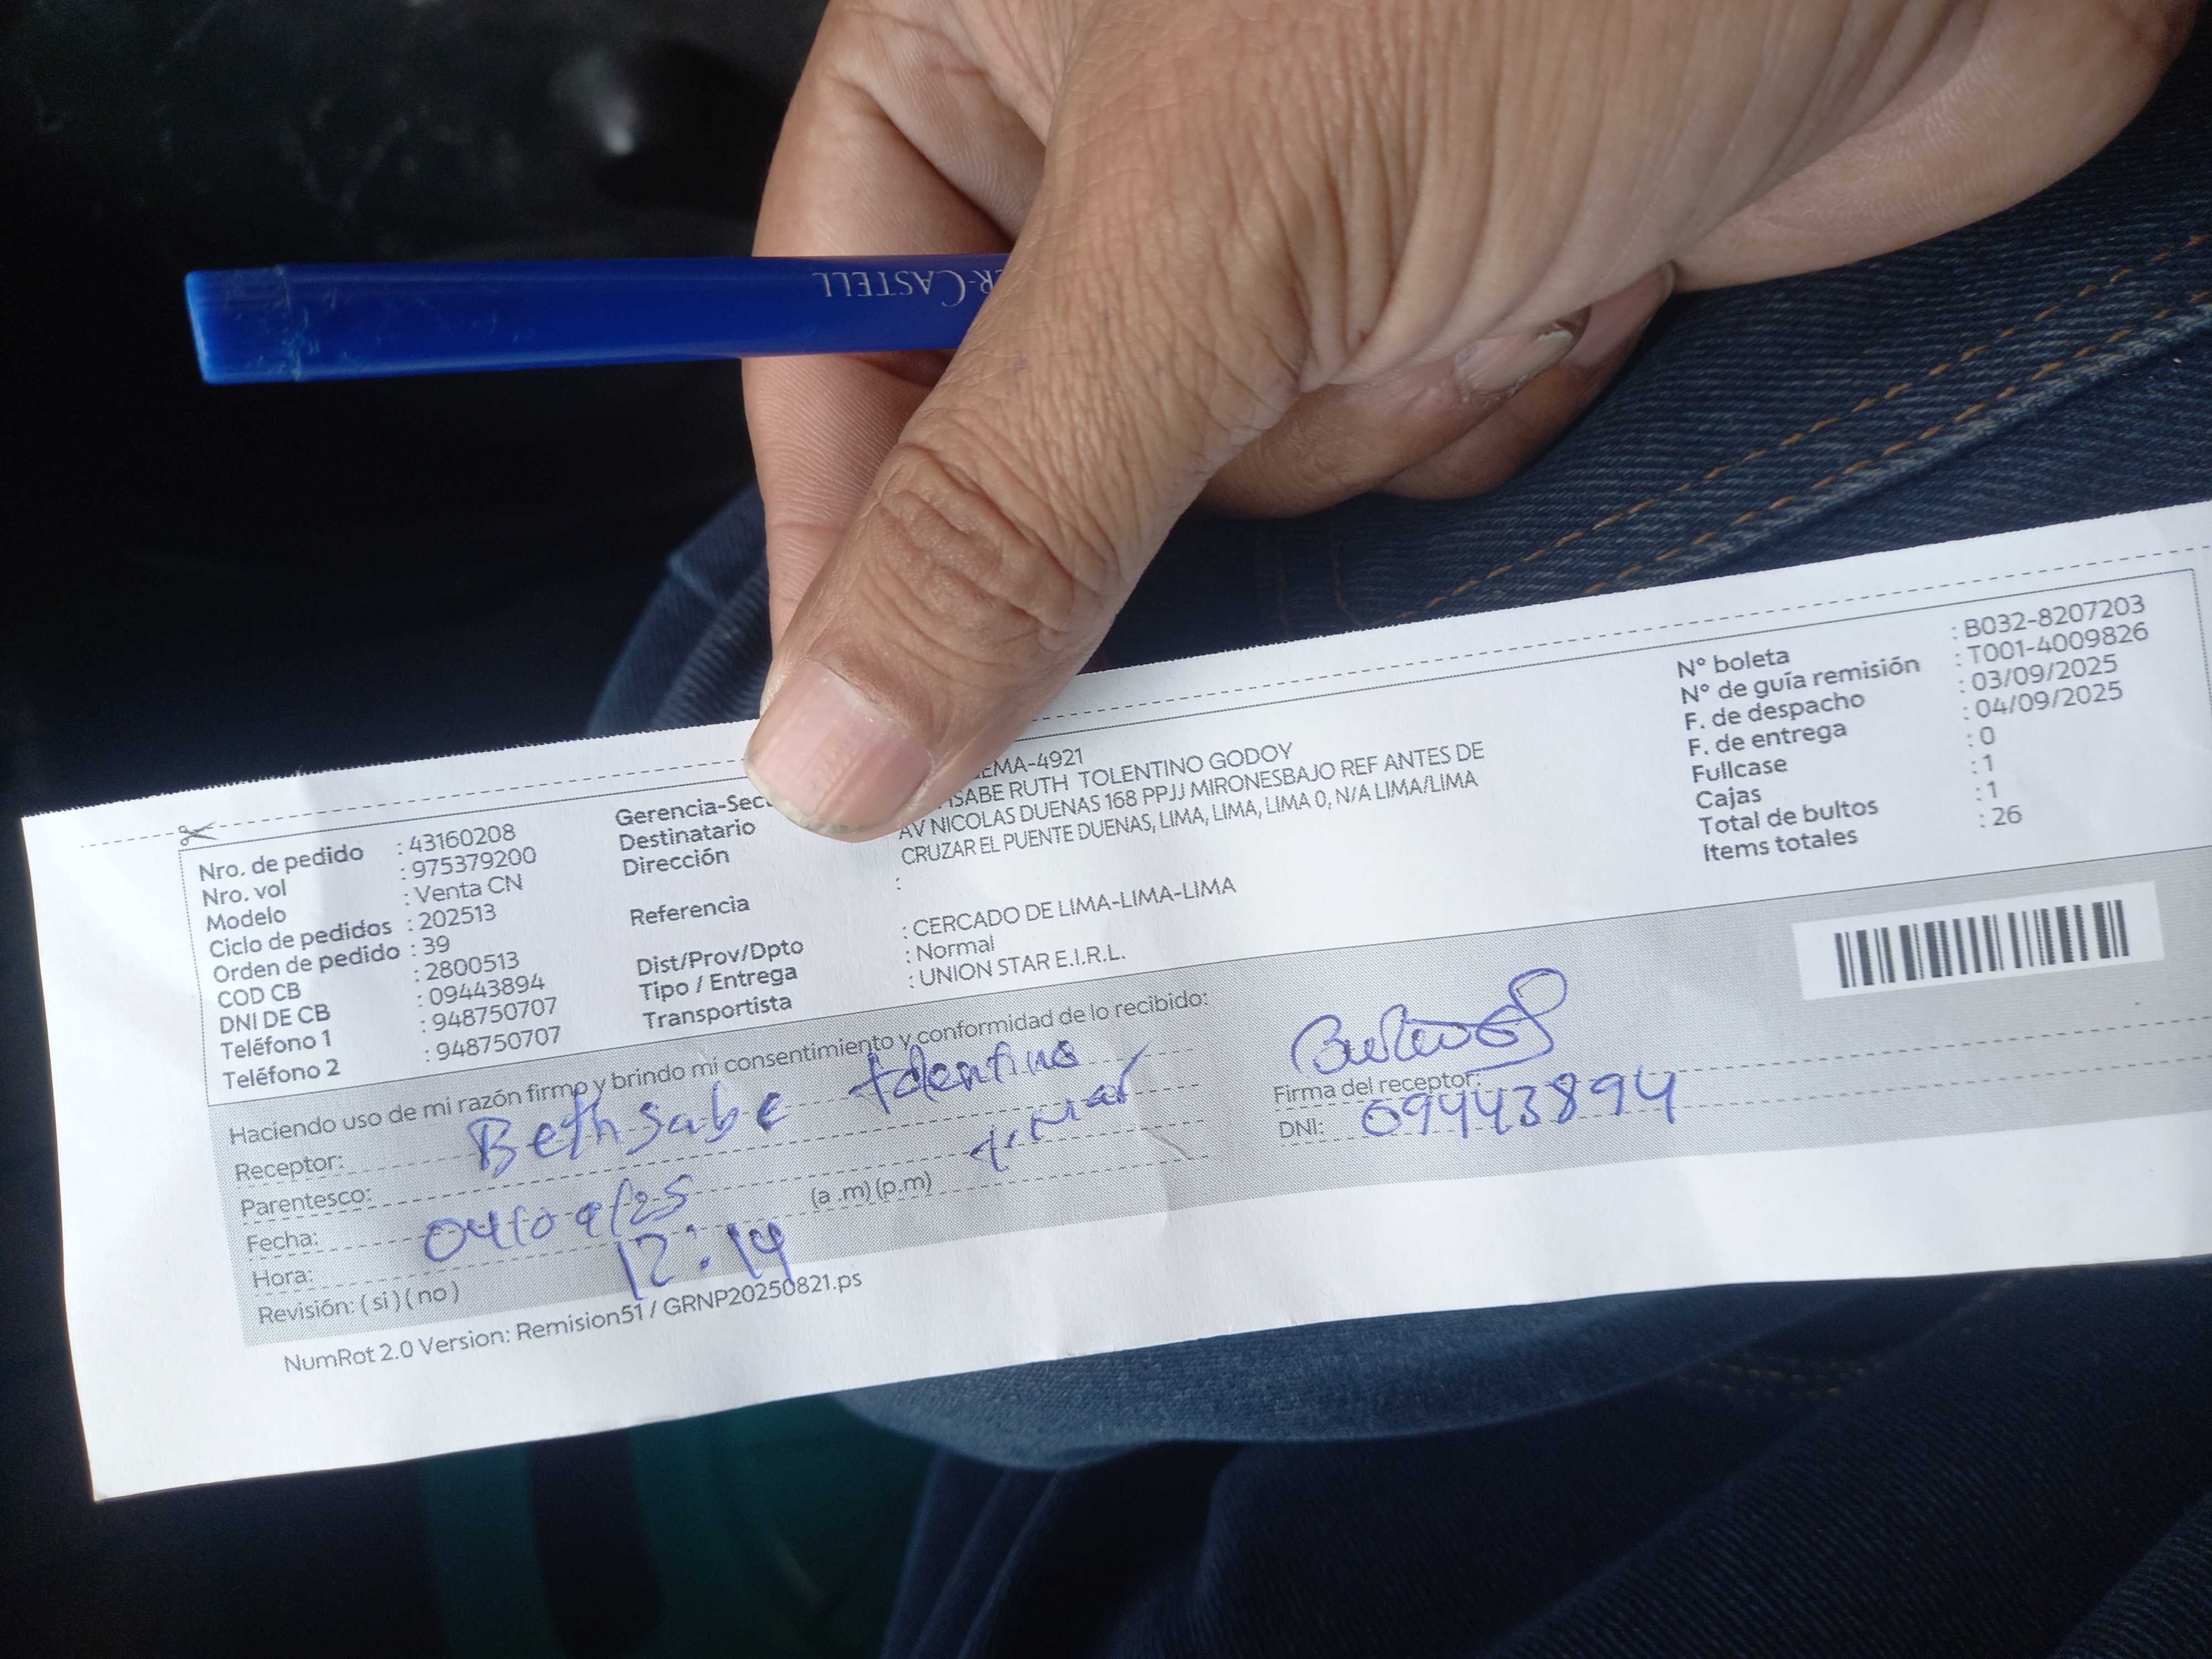 R-CASTELL
Nro. de pedido : 43160208
Nro. vol : 975379200
Modelo : Venta CN
Ciclo de pedidos : 202513
Orden de pedido : 39
COD CB : 2800513
DNI DE CB : 09443894
Teléfono 1 : 948750707
Teléfono 2 : 948750707
Gerencia-Sec EMA-4921
Destinatario SABE RUTH TOLENTINO GODOY
Dirección AV NICOLAS DUENAS 168 PPJJ MIRONESBAJO REF ANTES DE
CRUZAR EL PUENTE DUENAS, LIMA, LIMA, LIMA 0, N/A LIMA/LIMA
Referencia :
Dist/Prov/Dpto : CERCADO DE LIMA-LIMA-LIMA
Tipo / Entrega : Normal
Transportista : UNION STAR E.I.R.L.
N° boleta : B032-8207203
N° de guía remisión : T001-4009826
F. de despacho : 03/09/2025
F. de entrega : 04/09/2025
Fullcase : 0
Cajas : 1
Total de bultos : 1
Items totales : 26
Haciendo uso de mi razón firmo y brindo mi consentimiento y conformidad de lo recibido:
Receptor: Bethsabe tolentino
Parentesco:
Fecha: 04/09/25
Hora: 12:14 (a .m) (p.m)
Revisión: ( si ) ( no )
Firma del receptor:
DNI: 09443894
NumRot 2.0 Version: Remision51 / GRNP20250821.ps